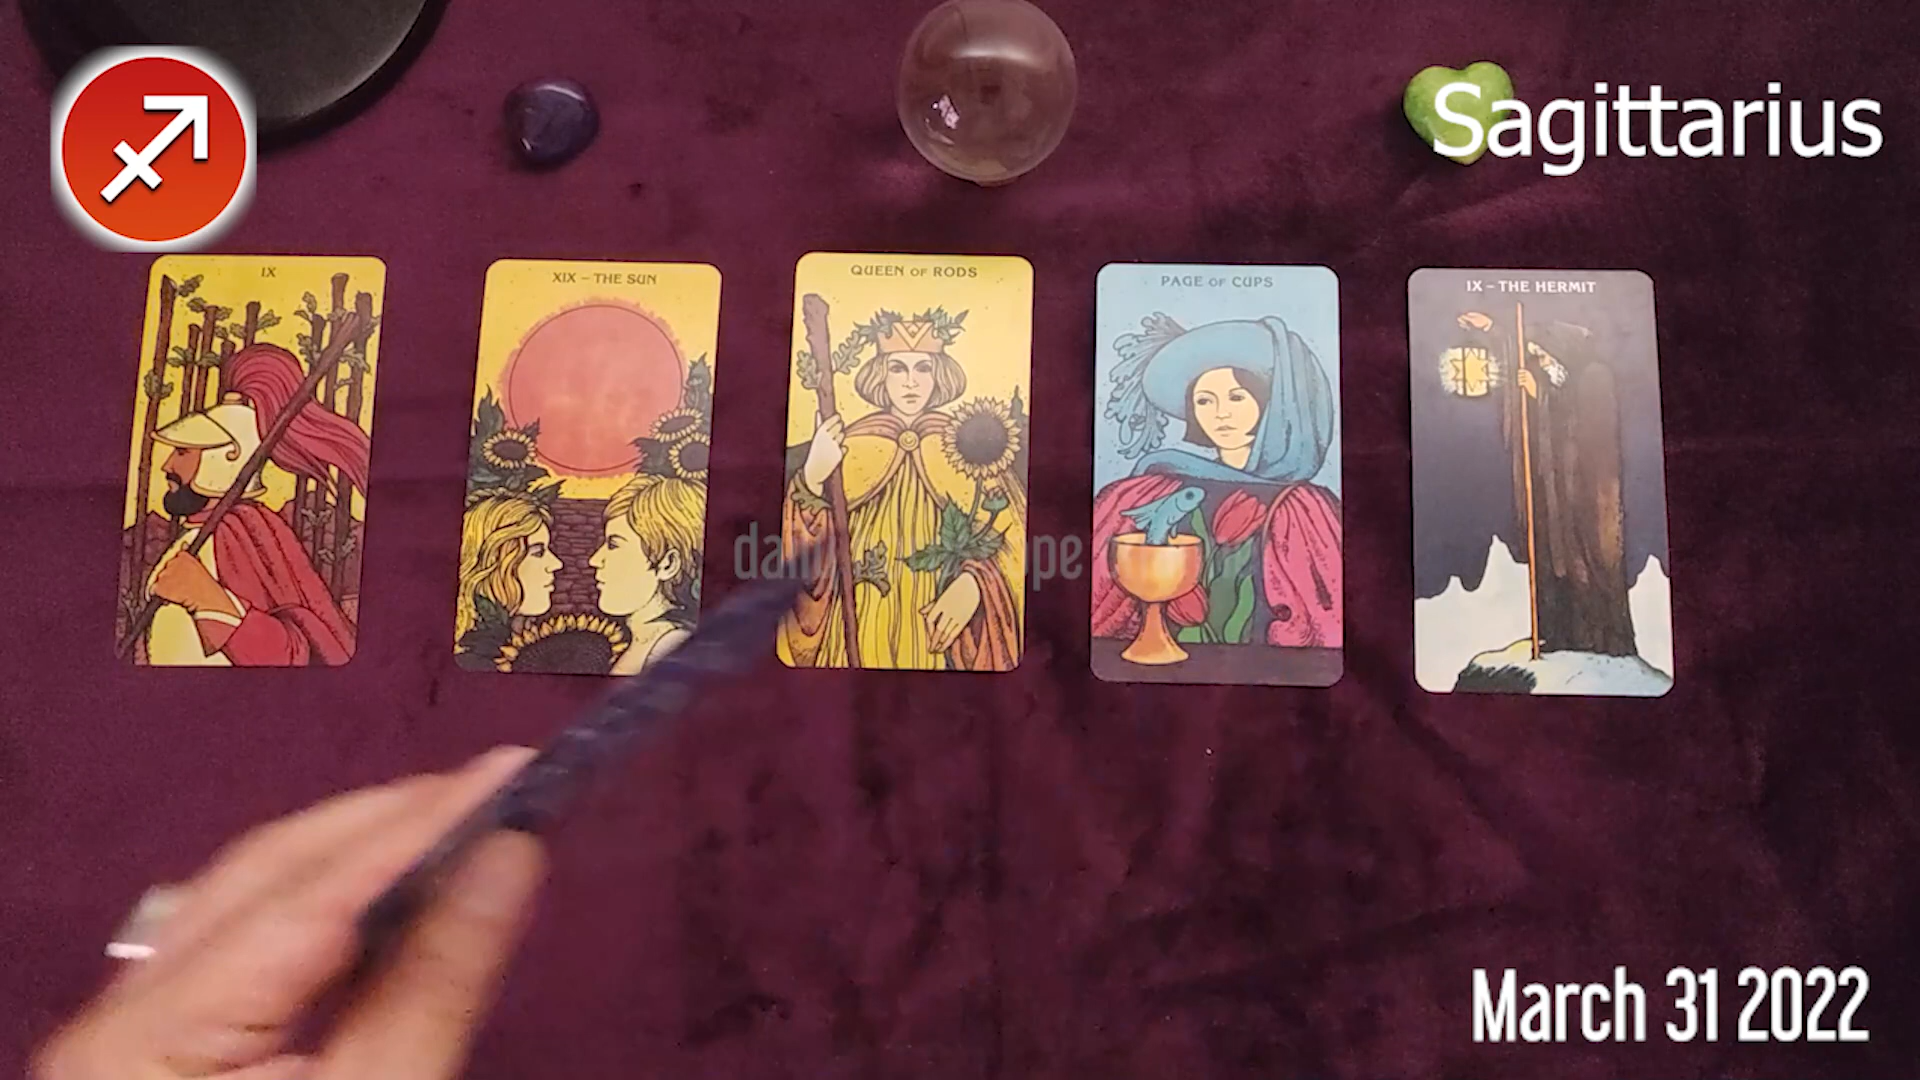 Sagittarius
IX
XIX – THE SUN
QUEEN OF RODS
PAGE OF CUPS
IX – THE HERMIT
March 31 2022